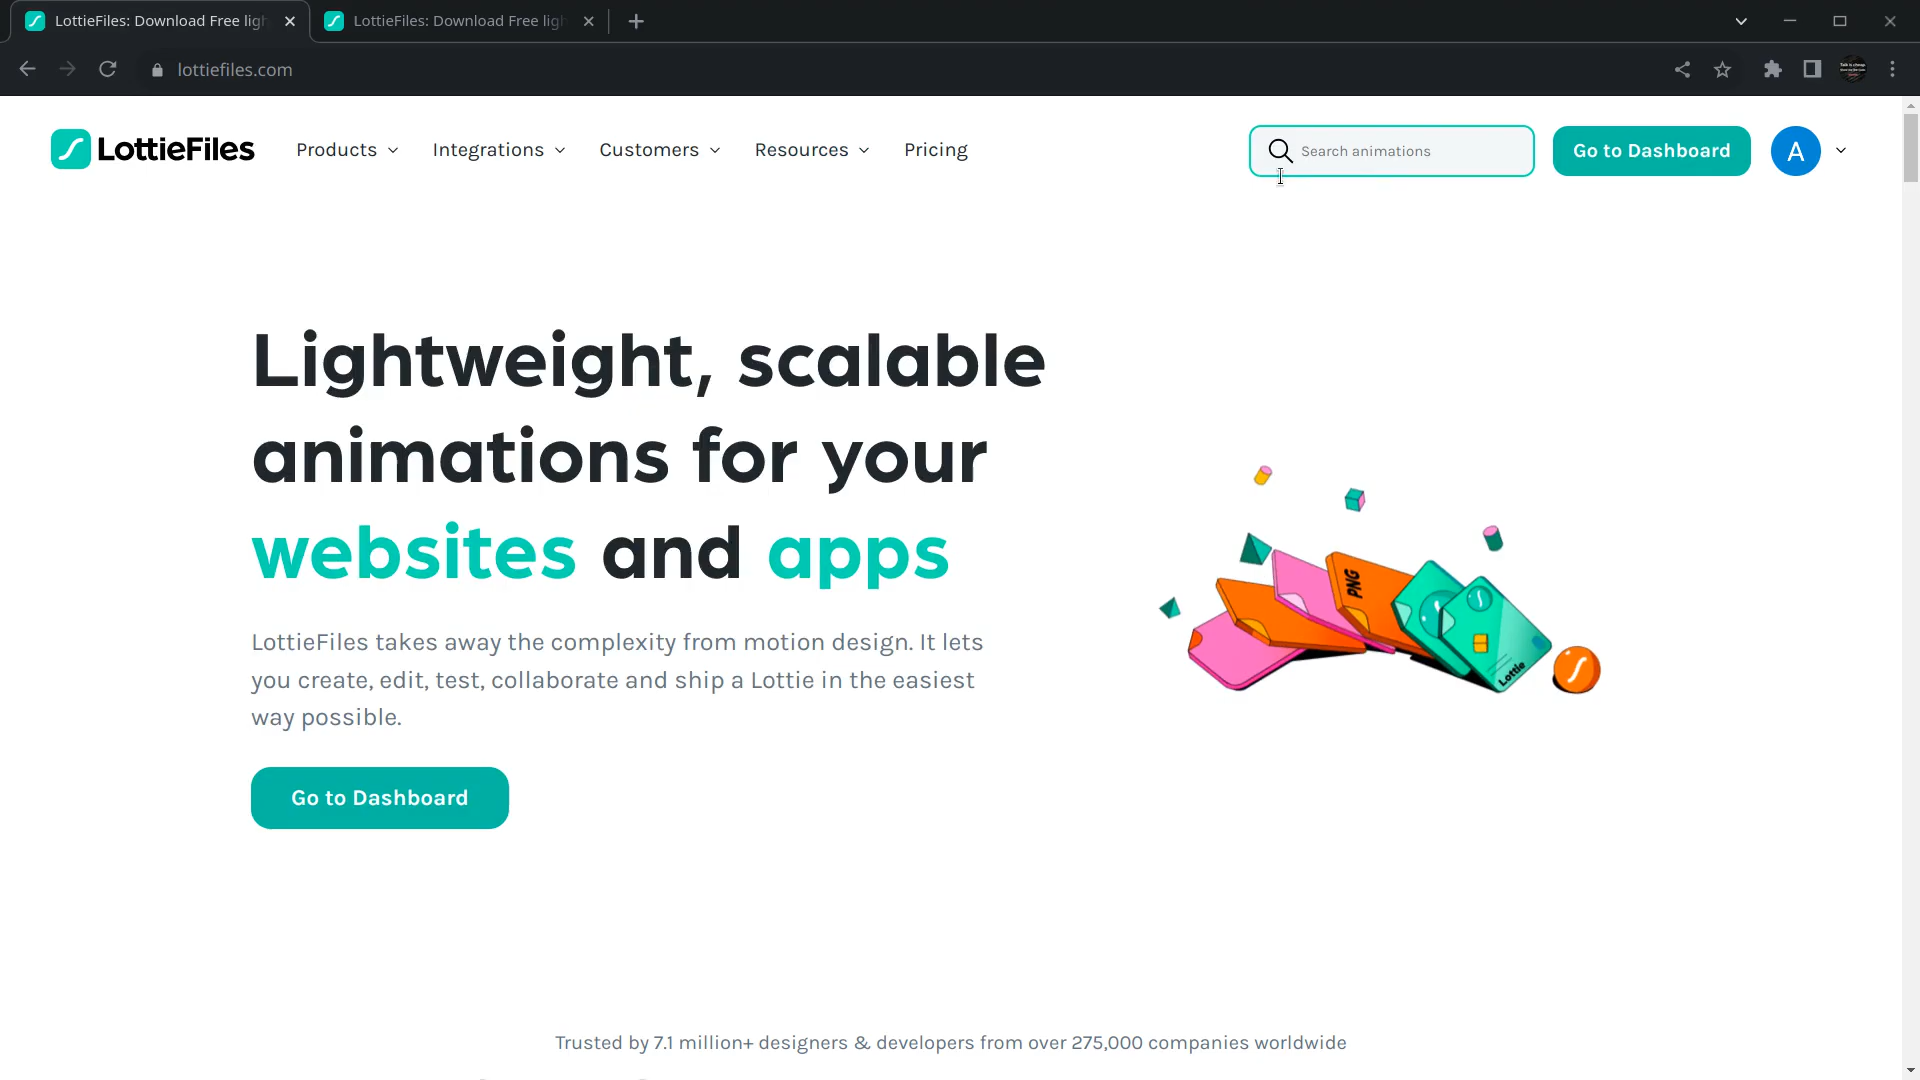 LottieFiles: Download Free ligh
LottieFiles: Download Free ligh
lottiefiles.com
LottieFiles
Products
Integrations
Customers
Resources
Pricing
Search animations
Go to Dashboard
A
Lightweight, scalable
animations for your
websites and apps
LottieFiles takes away the complexity from motion design. It lets
you create, edit, test, collaborate and ship a Lottie in the easiest
way possible.
Go to Dashboard
PNG
Lottie
Trusted by 7.1 million+ designers & developers from over 275,000 companies worldwide